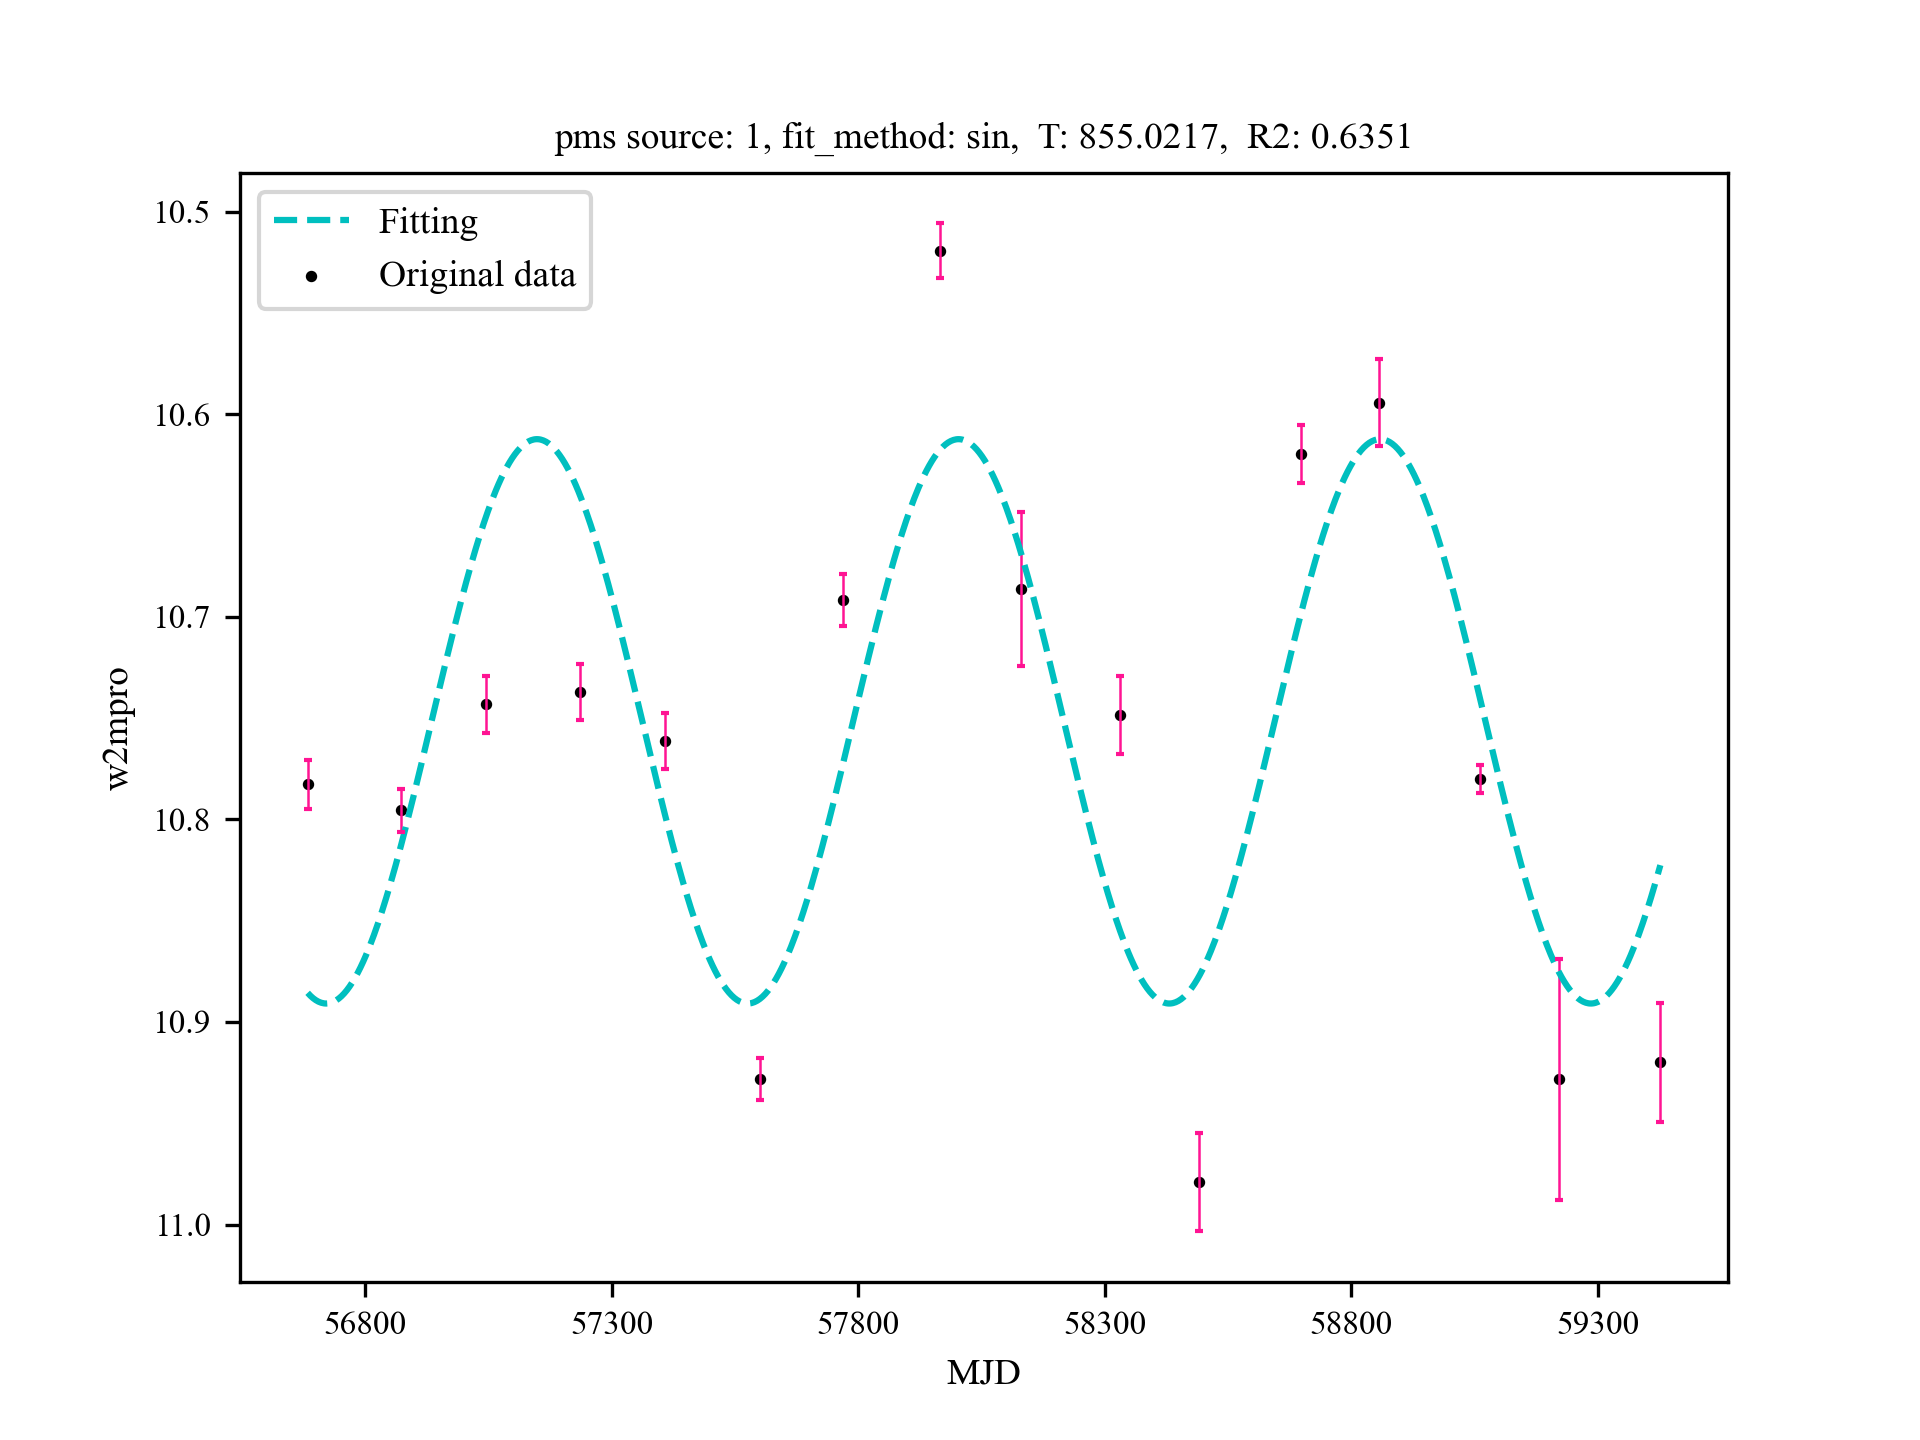 pms source: 1, fit_method: sin,  T: 855.0217,  R2: 0.6351
Fitting
Original data
10.5
10.6
10.7
10.8
10.9
11.0
w2mpro
56800 57300 57800 58300 58800 59300
MJD